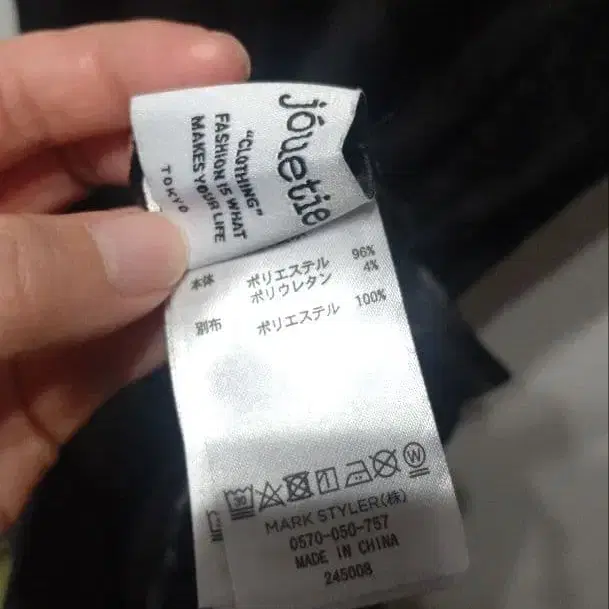 jouetie
"CLOTHING"
FASHION IS WHAT
MAKES YOUR LIFE
TOKYO
本体 ポリエステル 96%
ポリウレタン 4%
別布 ポリエステル 100%
30
W
MARK STYLER(株)
0570-050-757
MADE IN CHINA
245008